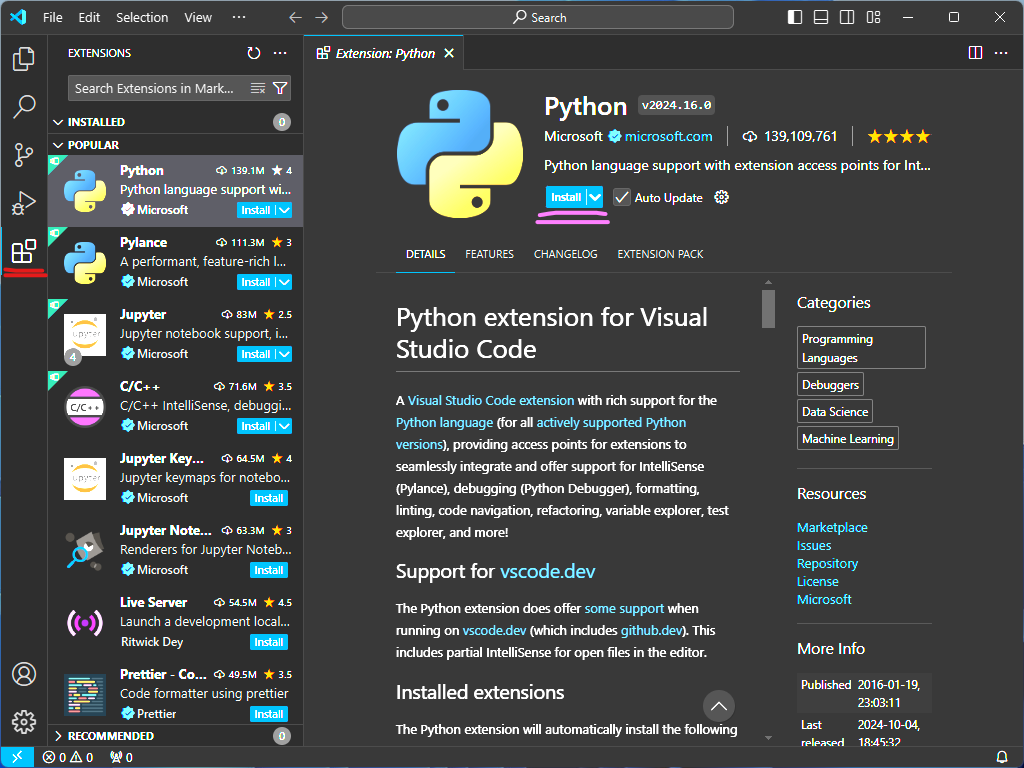 File Edit Selection View ···
Search
EXTENSIONS
Search Extensions in Mark...
INSTALLED 0
POPULAR
Python 139.1M 4
Python language support wi...
Microsoft Install
Pylance 111.3M 3
A performant, feature-rich l...
Microsoft Install
Jupyter 83M 2.5
Jupyter notebook support, i...
4 Microsoft Install
C/C++ 71.6M 3.5
C/C++ IntelliSense, debuggi...
C/C++
Microsoft Install
Jupyter Key... 64.5M 4
Jupyter keymaps for notebo...
Microsoft Install
Jupyter Note... 63.3M 3
Renderers for Jupyter Noteb...
Microsoft Install
Live Server 54.5M 4.5
Launch a development local...
Ritwick Dey Install
Prettier - Co... 49.5M 3.5
Code formatter using prettier
Prettier Install
RECOMMENDED 0
Extension: Python
Python v2024.16.0
Microsoft microsoft.com 139,109,761
Python language support with extension access points for Int...
Install Auto Update
DETAILS FEATURES CHANGELOG EXTENSION PACK
Python extension for Visual
Studio Code
A Visual Studio Code extension with rich support for the
Python language (for all actively supported Python
versions), providing access points for extensions to
seamlessly integrate and offer support for IntelliSense
(Pylance), debugging (Python Debugger), formatting,
linting, code navigation, refactoring, variable explorer, test
explorer, and more!
Support for vscode.dev
The Python extension does offer some support when
running on vscode.dev (which includes github.dev). This
includes partial IntelliSense for open files in the editor.
Installed extensions
The Python extension will automatically install the following
Categories
Programming
Languages
Debuggers
Data Science
Machine Learning
Resources
Marketplace
Issues
Repository
License
Microsoft
More Info
Published 2016-01-19,
23:03:11
Last 2024-10-04,
released 18:45:32
0 0 0